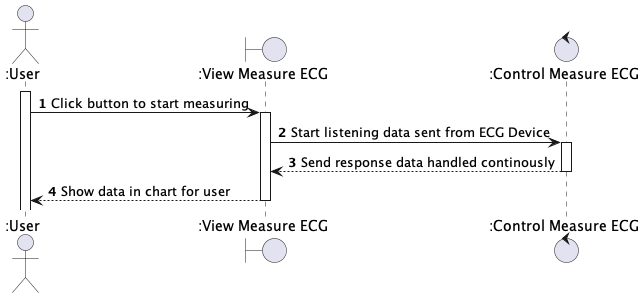 :User
:View Measure ECG
:Control Measure ECG
1 Click button to start measuring
2 Start listening data sent from ECG Device
3 Send response data handled continously
4 Show data in chart for user
:User
:View Measure ECG
:Control Measure ECG